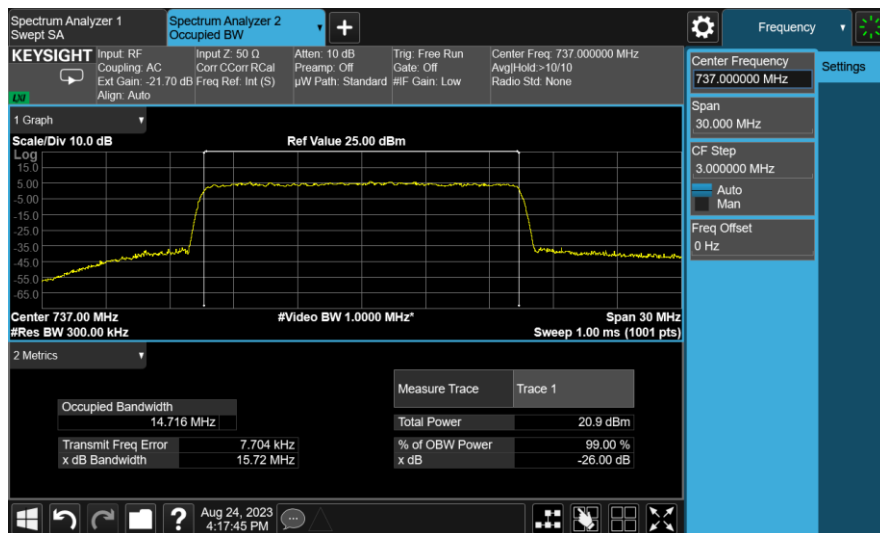 Spectrum Analyzer 1
Swept SA
Spectrum Analyzer 2
Occupied BW
+
Frequency
KEYSIGHT
Input: RF
Coupling: AC
Ext Gain: -21.70 dB
Align: Auto
Input Z: 50 Ω
Corr CCorr RCal
Freq Ref: Int (S)
Atten: 10 dB
Preamp: Off
µW Path: Standard
Trig: Free Run
Gate: Off
#IF Gain: Low
Center Freq: 737.000000 MHz
Avg|Hold:>10/10
Radio Std: None
LXI
Center Frequency
737.000000 MHz
Settings
Span
30.000 MHz
CF Step
3.000000 MHz
Auto
Man
Freq Offset
0 Hz
1 Graph
Scale/Div 10.0 dB
Ref Value 25.00 dBm
Log
15.0
5.00
-5.00
-15.0
-25.0
-35.0
-45.0
-55.0
-65.0
Center 737.00 MHz
#Video BW 1.0000 MHz*
Span 30 MHz
#Res BW 300.00 kHz
Sweep 1.00 ms (1001 pts)
2 Metrics
Measure Trace
Trace 1
Occupied Bandwidth
14.716 MHz
Total Power
20.9 dBm
Transmit Freq Error
7.704 kHz
% of OBW Power
99.00 %
x dB Bandwidth
15.72 MHz
x dB
-26.00 dB
?
Aug 24, 2023
4:17:45 PM